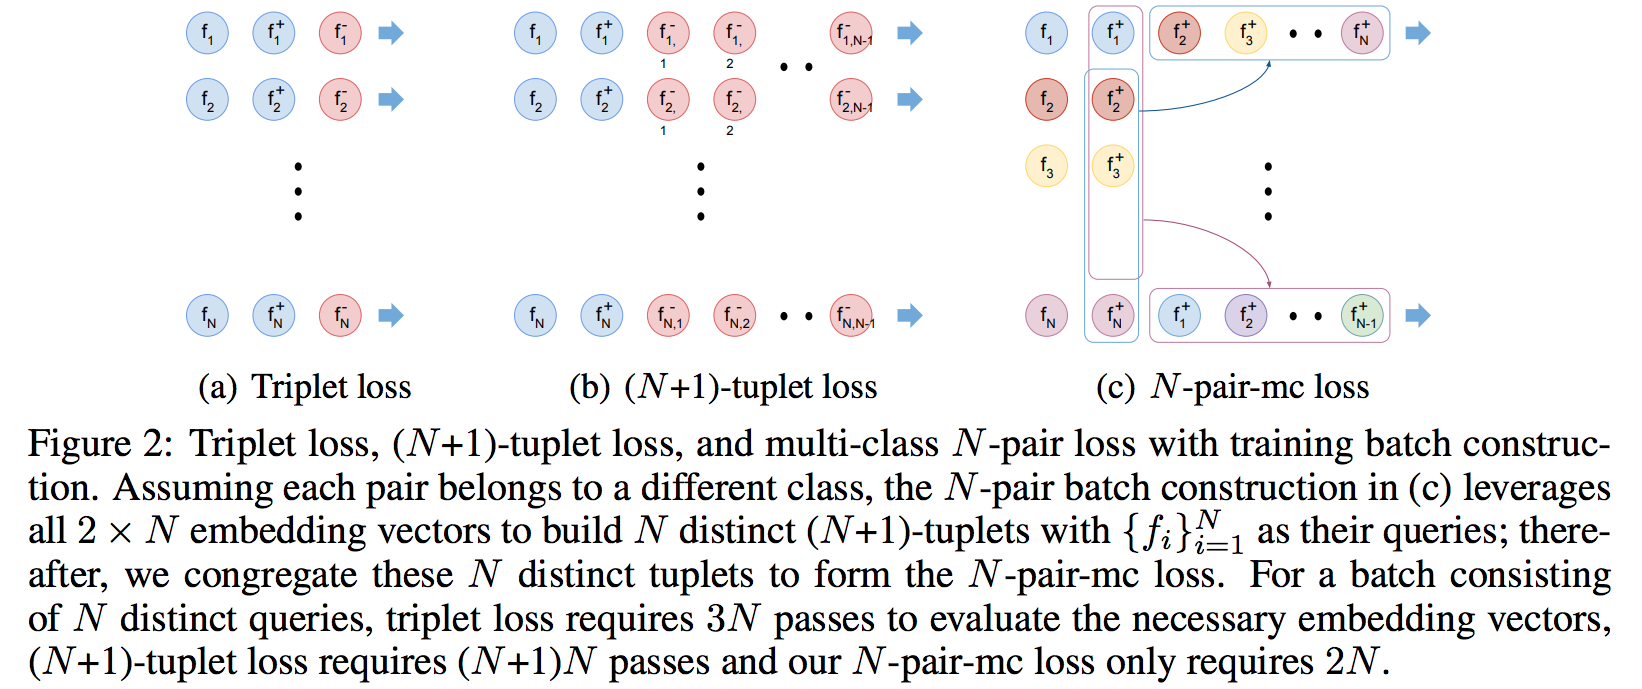 f1 f1+ f1- f1 f1+ f1,1- f1,2- f1,N-1- f1 f1+ f2+ f3+ fN+
f2 f2+ f2- f2 f2+ f2,1- f2,2- f2,N-1- f2 f2+
f3 f3+
fN fN+ fN- fN fN+ fN,1- fN,2- fN,N-1- fN fN+ f1+ f2+ fN-1+
(a) Triplet loss (b) (N+1)-tuplet loss (c) N-pair-mc loss
Figure 2: Triplet loss, (N+1)-tuplet loss, and multi-class N-pair loss with training batch construc-
tion. Assuming each pair belongs to a different class, the N-pair batch construction in (c) leverages
all 2 × N embedding vectors to build N distinct (N+1)-tuplets with {fi}i=1N as their queries; there-
after, we congregate these N distinct tuplets to form the N-pair-mc loss. For a batch consisting
of N distinct queries, triplet loss requires 3N passes to evaluate the necessary embedding vectors,
(N+1)-tuplet loss requires (N+1)N passes and our N-pair-mc loss only requires 2N.